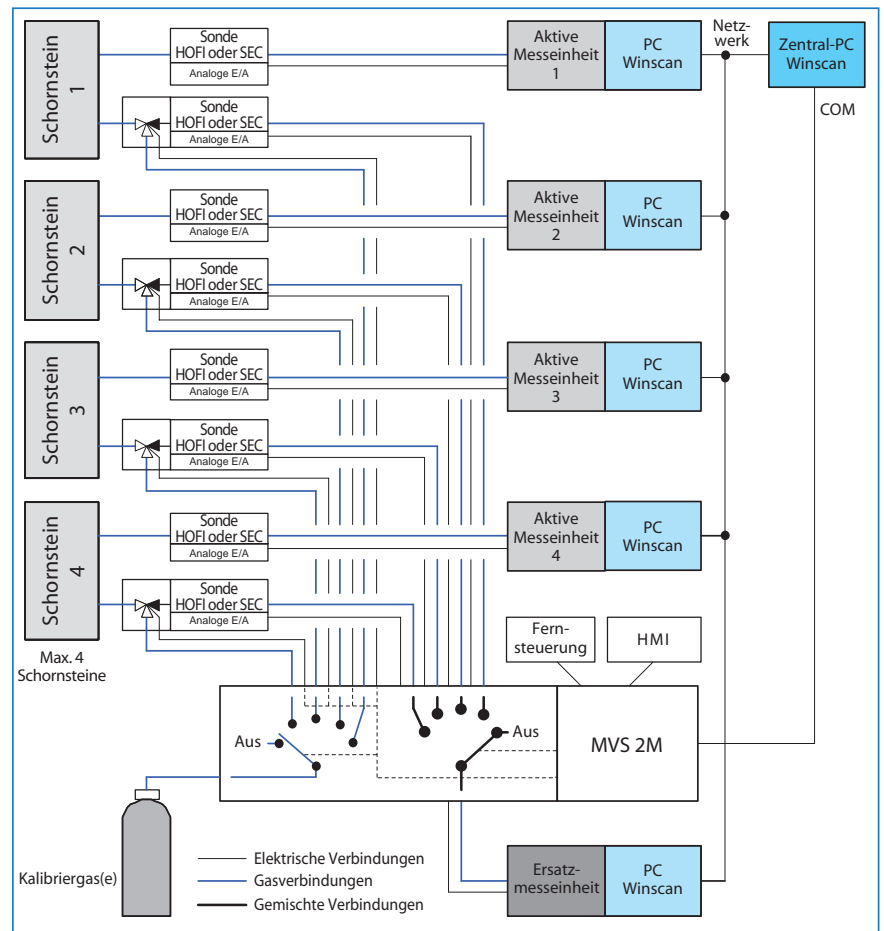 Netz-
werk
Zentral-PC
Winscan
COM
Schornstein
1
Sonde
HOFI oder SEC
Analoge E/A
Aktive
Messeinheit
1
PC
Winscan
Sonde
HOFI oder SEC
Analoge E/A
Schornstein
2
Sonde
HOFI oder SEC
Analoge E/A
Aktive
Messeinheit
2
PC
Winscan
Sonde
HOFI oder SEC
Analoge E/A
Schornstein
3
Sonde
HOFI oder SEC
Analoge E/A
Aktive
Messeinheit
3
PC
Winscan
Sonde
HOFI oder SEC
Analoge E/A
Schornstein
4
Sonde
HOFI oder SEC
Analoge E/A
Aktive
Messeinheit
4
PC
Winscan
Sonde
HOFI oder SEC
Analoge E/A
Max. 4
Schornsteine
Fern-
steuerung
HMI
Aus
Aus
MVS 2M
Kalibriergas(e)
Elektrische Verbindungen
Gasverbindungen
Gemischte Verbindungen
Ersatz-
messeinheit
PC
Winscan